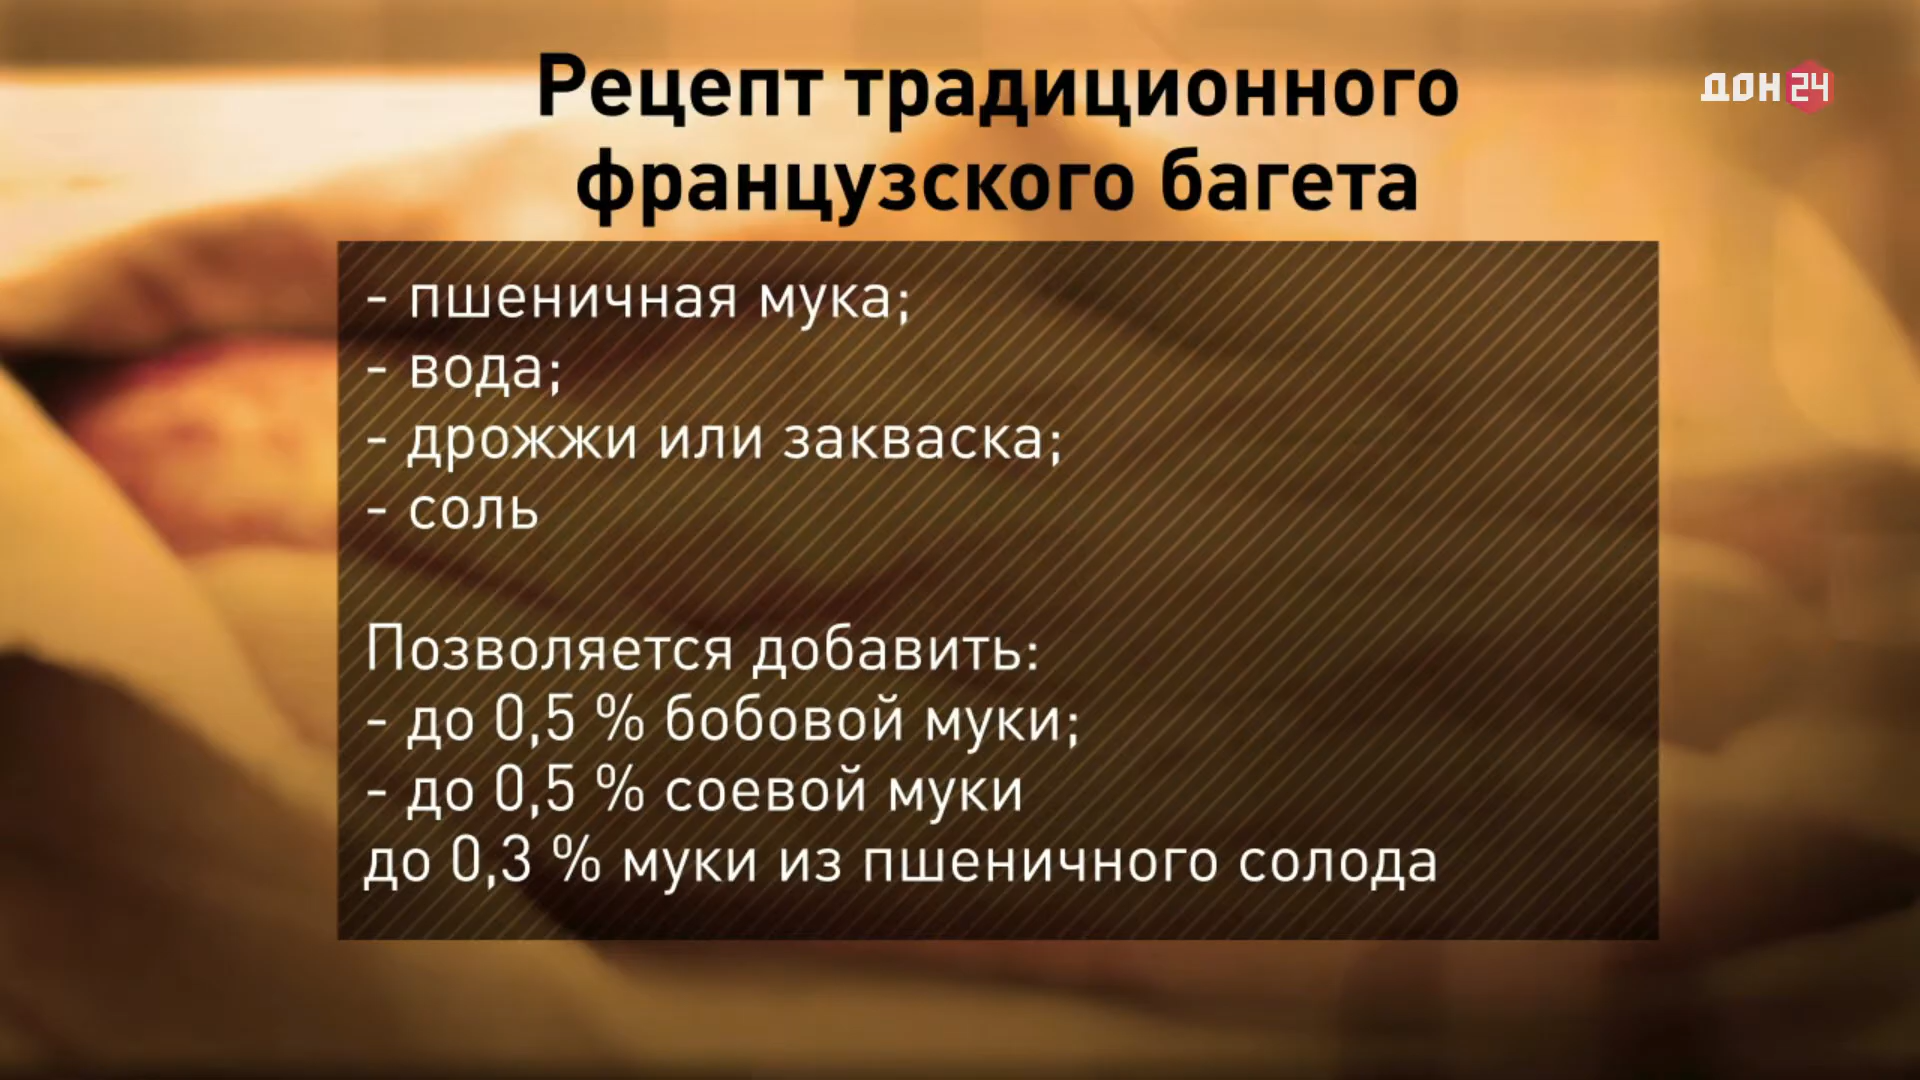 Рецепт традиционного
французского багета
ДОН 24
- пшеничная мука;
- вода;
- дрожжи или закваска;
- соль
Позволяется добавить:
- до 0,5 % бобовой муки;
- до 0,5 % соевой муки
до 0,3 % муки из пшеничного солода